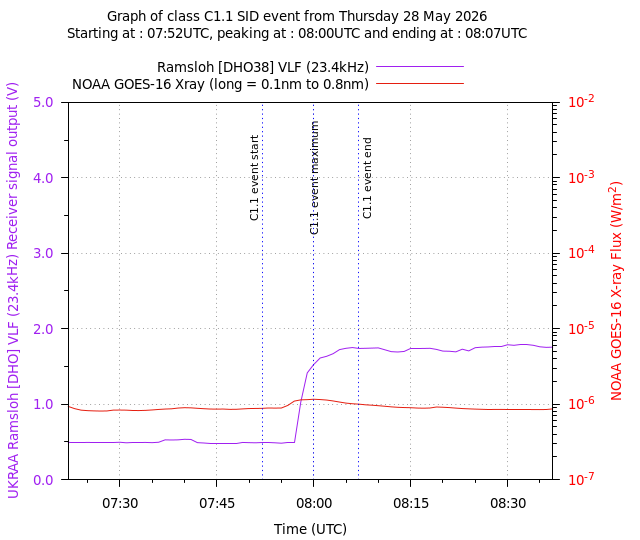 Graph of class C1.1 SID event from Thursday 28 May 2026
Starting at : 07:52UTC, peaking at : 08:00UTC and ending at : 08:07UTC
Ramsloh [DHO38] VLF (23.4kHz)
NOAA GOES-16 Xray (long = 0.1nm to 0.8nm)
UKRAA Ramsloh [DHO] VLF (23.4kHz) Receiver signal output (V)
5.0
4.0
3.0
2.0
1.0
0.0
C1.1 event start
C1.1 event maximum
C1.1 event end
10⁻²
10⁻³
10⁻⁴
10⁻⁵
10⁻⁶
10⁻⁷
NOAA GOES-16 X-ray Flux (W/m²)
07:30 07:45 08:00 08:15 08:30
Time (UTC)